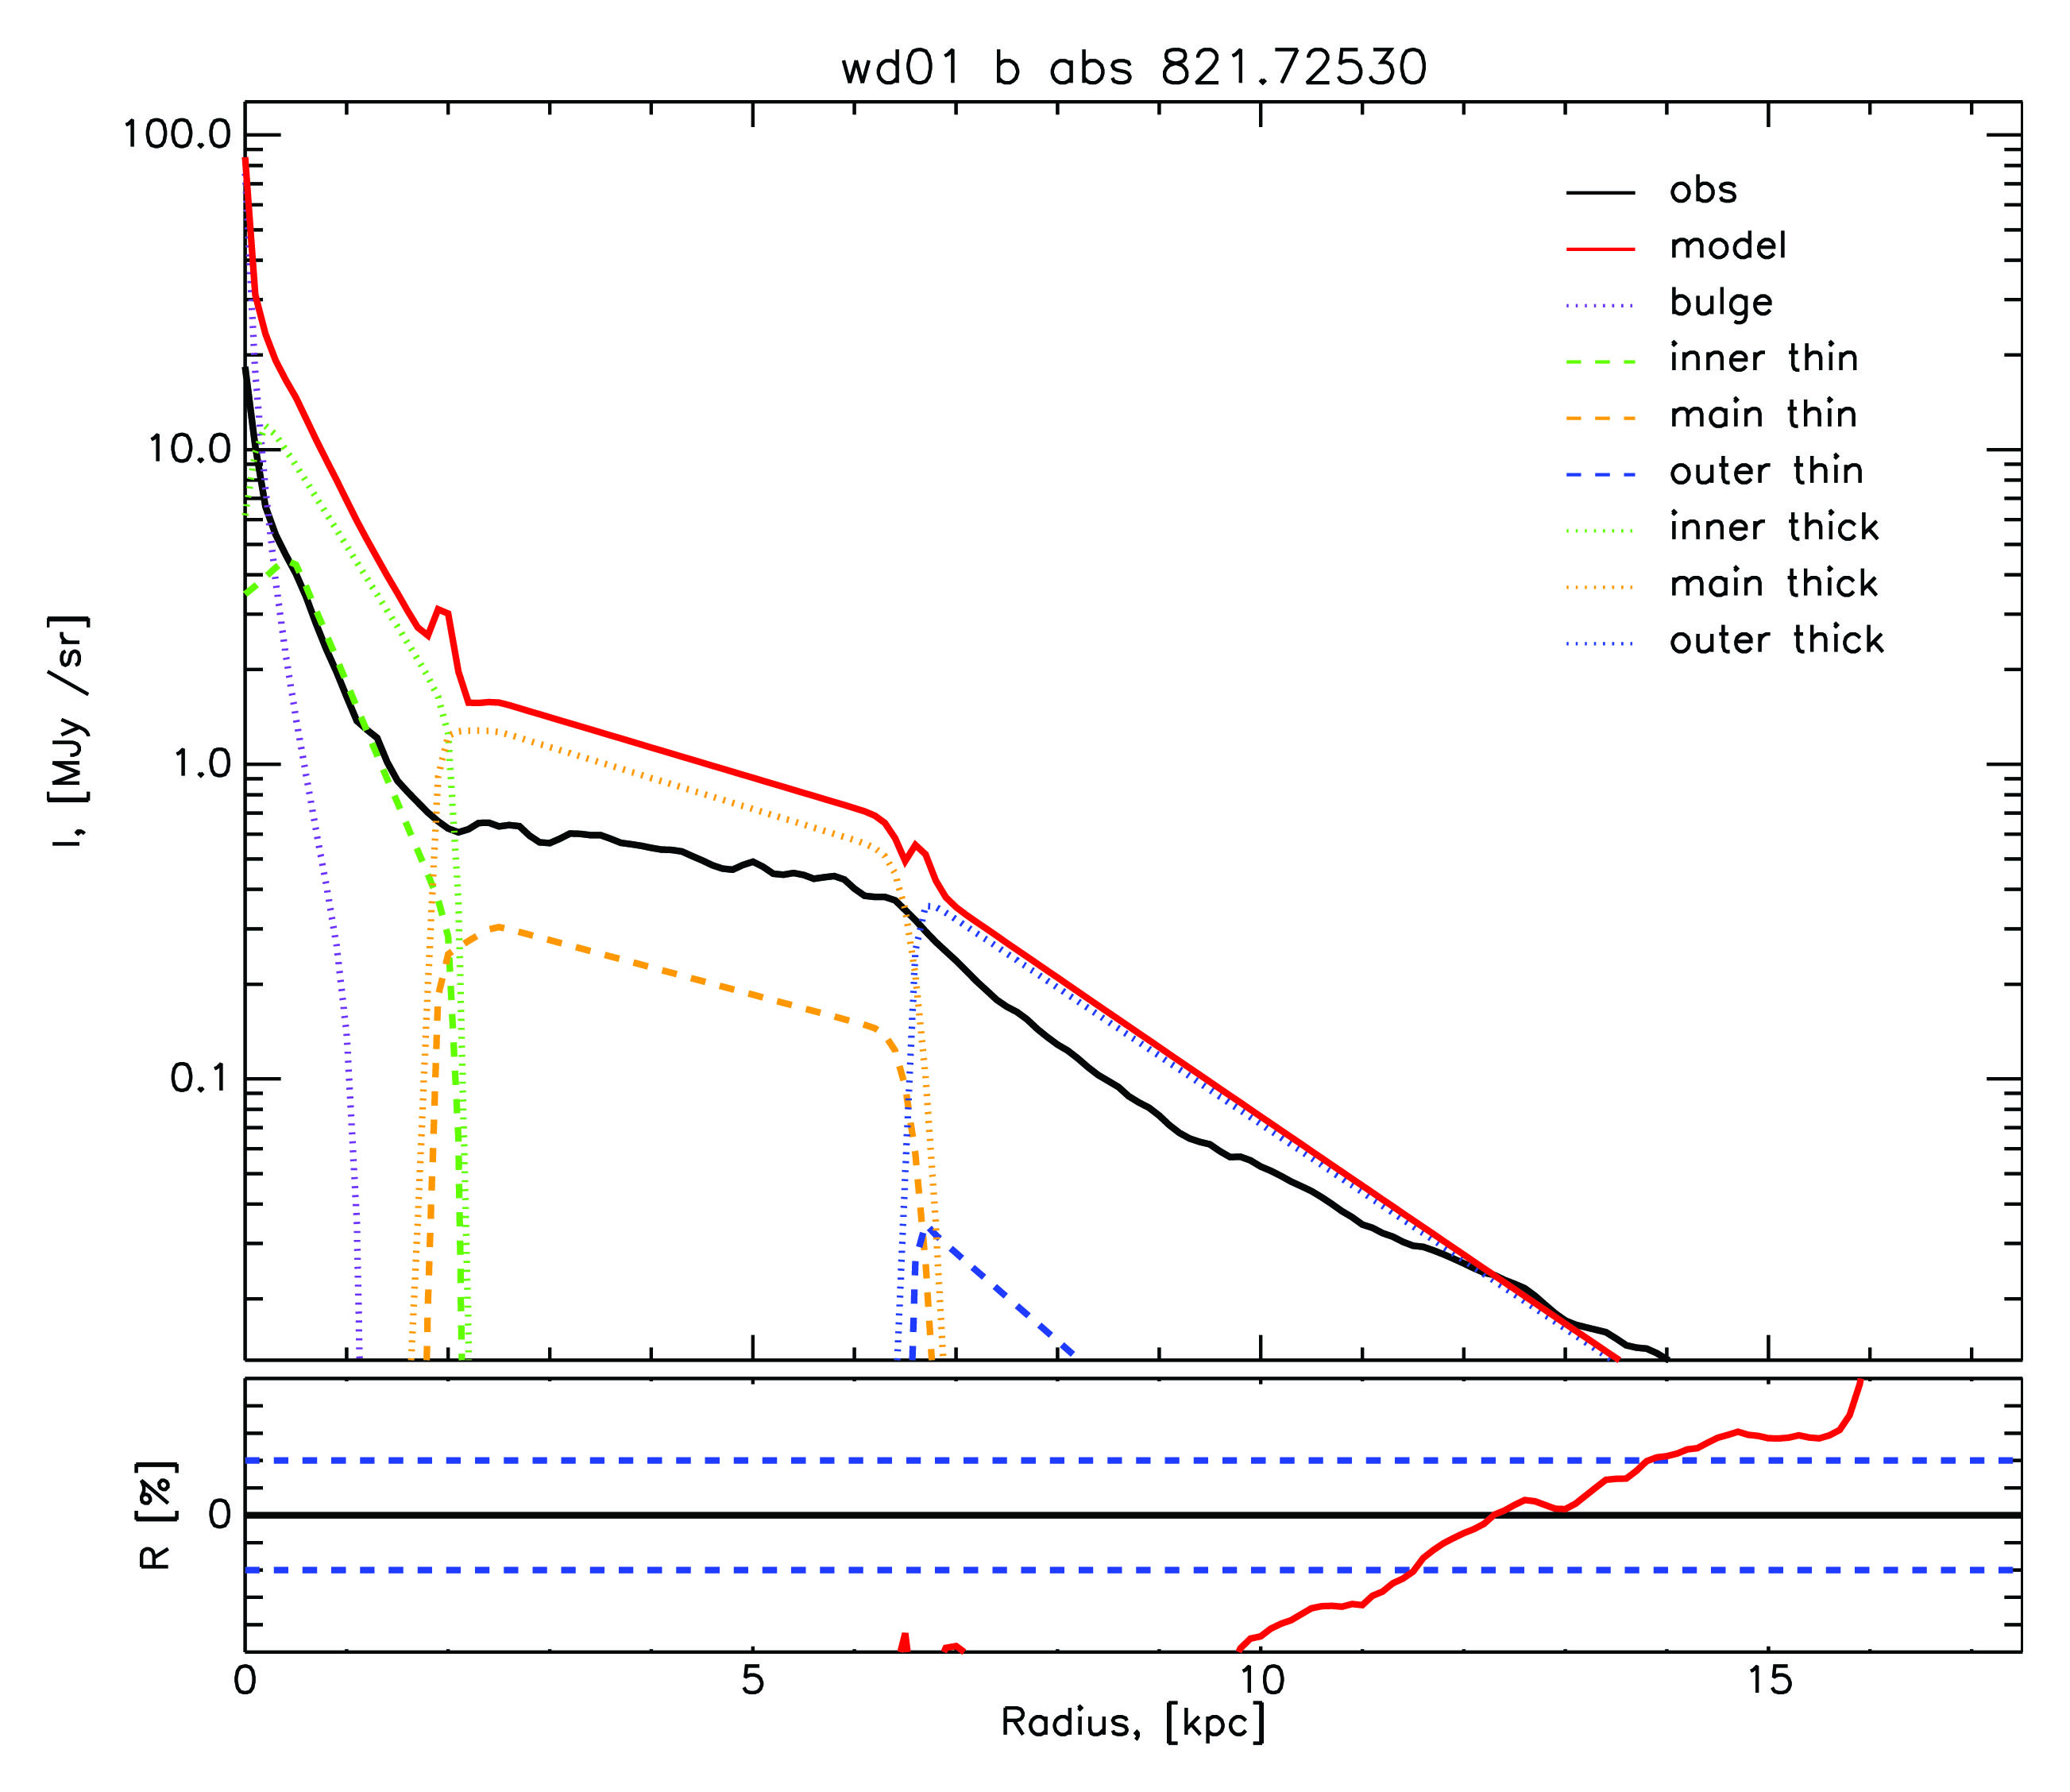 wd01 b abs 821.72530
100.0
10.0
1.0
0.1
I, [MJy /sr]
obs
model
bulge
inner thin
main thin
outer thin
inner thick
main thick
outer thick
R [%]
0
0 5 10 15
Radius, [kpc]